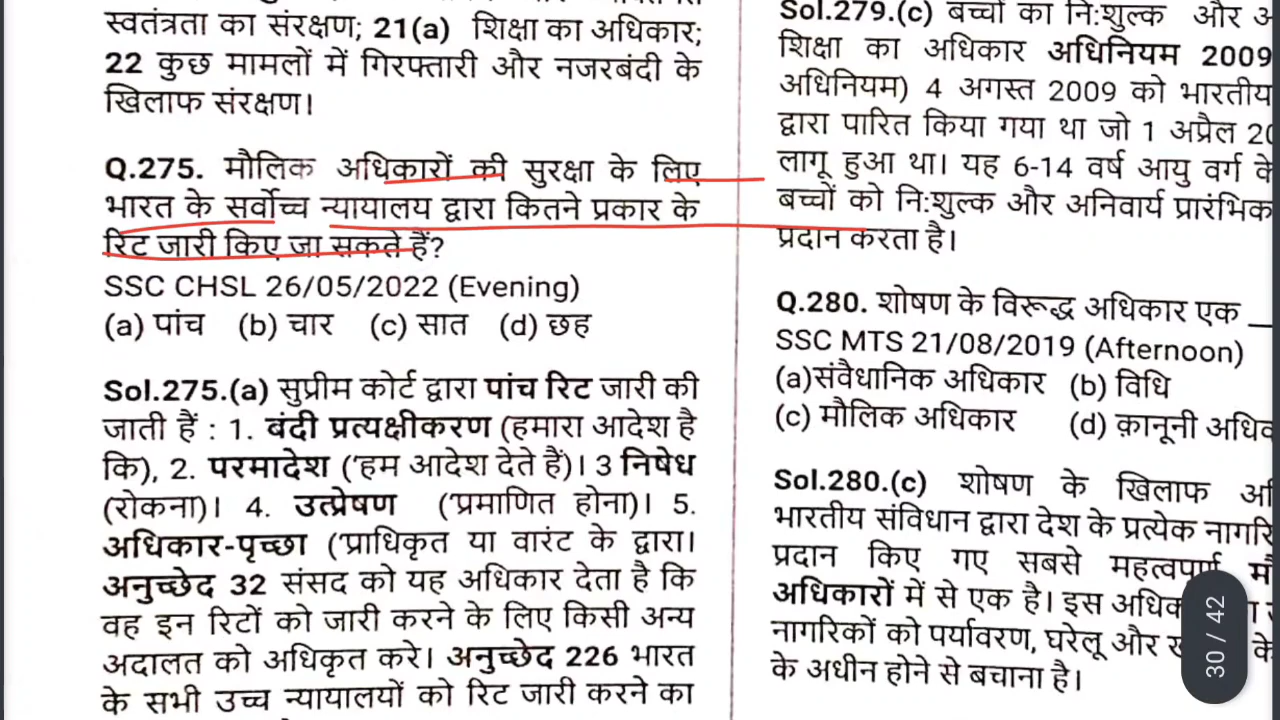 स्वतंत्रता का संरक्षण; 21(a) शिक्षा का अधिकार;
22 कुछ मामलों में गिरफ्तारी और नजरबंदी के
खिलाफ संरक्षण।
Q.275. मौलिक अधिकारों की सुरक्षा के लिए
भारत के सर्वोच्च न्यायालय द्वारा कितने प्रकार के
रिट जारी किए जा सकते हैं?
SSC CHSL 26/05/2022 (Evening)
(a) पांच (b) चार (c) सात (d) छह
Sol.275.(a) सुप्रीम कोर्ट द्वारा पांच रिट जारी की
जाती हैं : 1. बंदी प्रत्यक्षीकरण (हमारा आदेश है
कि), 2. परमादेश ('हम आदेश देते हैं)। 3 निषेध
(रोकना)। 4. उत्प्रेषण ('प्रमाणित होना)। 5.
अधिकार-पृच्छा ('प्राधिकृत या वारंट के द्वारा।
अनुच्छेद 32 संसद को यह अधिकार देता है कि
वह इन रिटों को जारी करने के लिए किसी अन्य
अदालत को अधिकृत करे। अनुच्छेद 226 भारत
के सभी उच्च न्यायालयों को रिट जारी करने का
Sol.279.(c) बच्चों का नि:शुल्क और
शिक्षा का अधिकार अधिनियम 2009
अधिनियम) 4 अगस्त 2009 को भारतीय
द्वारा पारित किया गया था जो 1 अप्रैल
लागू हुआ था। यह 6-14 वर्ष आयु वर्ग के
बच्चों को नि:शुल्क और अनिवार्य प्रारंभिक
प्रदान करता है।
Q.280. शोषण के विरूद्ध अधिकार एक
SSC MTS 21/08/2019 (Afternoon)
(a)संवैधानिक अधिकार (b) विधि
(c) मौलिक अधिकार (d) क़ानूनी
Sol.280.(c) शोषण के खिलाफ
भारतीय संविधान द्वारा देश के प्रत्येक
प्रदान किए गए सबसे महत्वपूर्ण
अधिकारों में से एक है। इस
नागरिकों को पर्यावरण, घरेलू और
के अधीन होने से बचाना है।
30 / 42